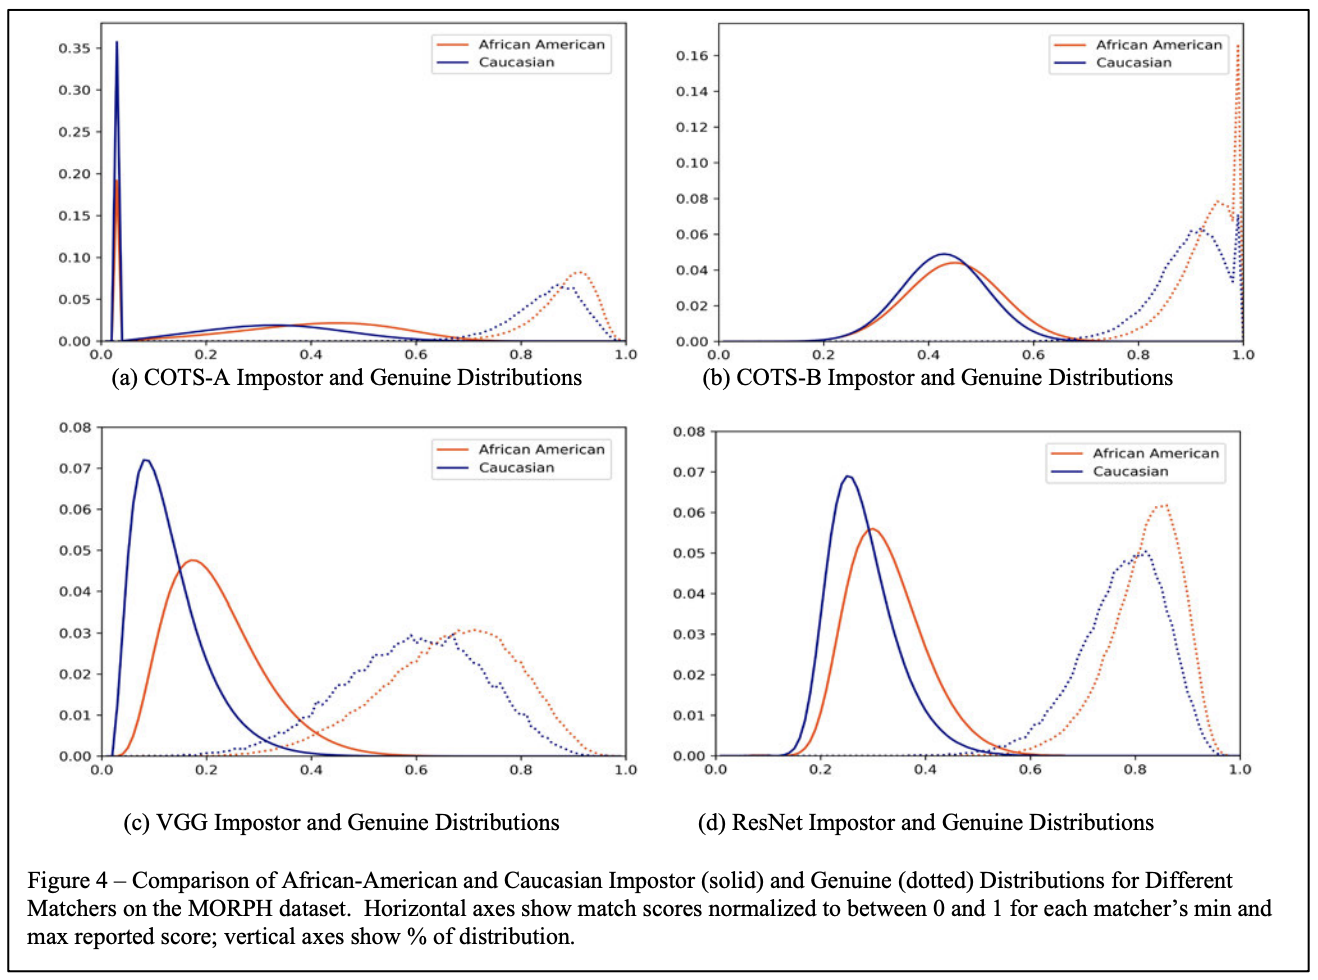 African American
Caucasian
0.35
0.30
0.25
0.20
0.15
0.10
0.05
0.00
0.0 0.2 0.4 0.6 0.8 1.0
(a) COTS-A Impostor and Genuine Distributions
African American
Caucasian
0.16
0.14
0.12
0.10
0.08
0.06
0.04
0.02
0.00
0.0 0.2 0.4 0.6 0.8 1.0
(b) COTS-B Impostor and Genuine Distributions
African American
Caucasian
0.08
0.07
0.06
0.05
0.04
0.03
0.02
0.01
0.00
0.0 0.2 0.4 0.6 0.8 1.0
(c) VGG Impostor and Genuine Distributions
African American
Caucasian
0.08
0.07
0.06
0.05
0.04
0.03
0.02
0.01
0.00
0.0 0.2 0.4 0.6 0.8 1.0
(d) ResNet Impostor and Genuine Distributions
Figure 4 – Comparison of African-American and Caucasian Impostor (solid) and Genuine (dotted) Distributions for Different
Matchers on the MORPH dataset.  Horizontal axes show match scores normalized to between 0 and 1 for each matcher’s min and
max reported score; vertical axes show % of distribution.